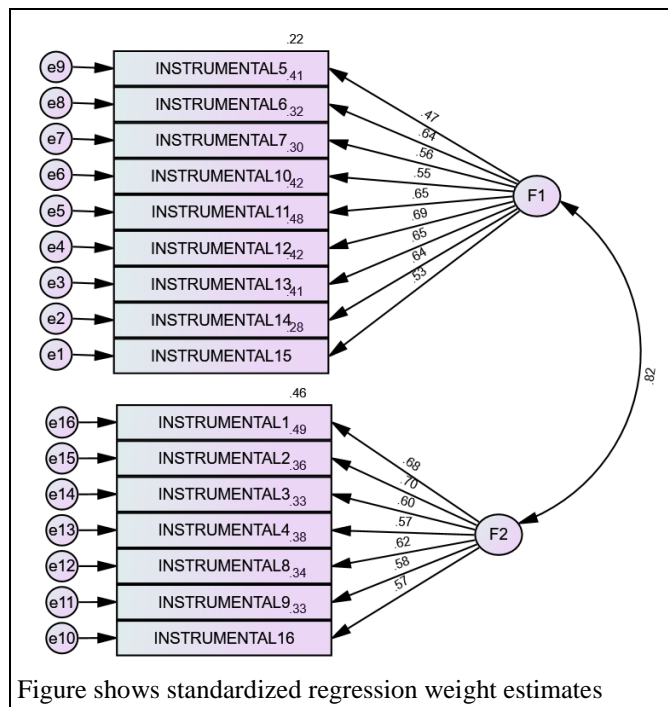 .22
e9 INSTRUMENTAL5 .41
e8 INSTRUMENTAL6 .32
e7 INSTRUMENTAL7 .30
e6 INSTRUMENTAL10 .42
e5 INSTRUMENTAL11 .48
e4 INSTRUMENTAL12 .42
e3 INSTRUMENTAL13 .41
e2 INSTRUMENTAL14 .28
e1 INSTRUMENTAL15
.47
.64
.56
.55
.65
.69
.65
.64
.53
F1
.82
.46
e16 INSTRUMENTAL1 .49
e15 INSTRUMENTAL2 .36
e14 INSTRUMENTAL3 .33
e13 INSTRUMENTAL4 .38
e12 INSTRUMENTAL8 .34
e11 INSTRUMENTAL9 .33
e10 INSTRUMENTAL16
.68
.70
.60
.57
.62
.58
.57
F2
Figure shows standardized regression weight estimates